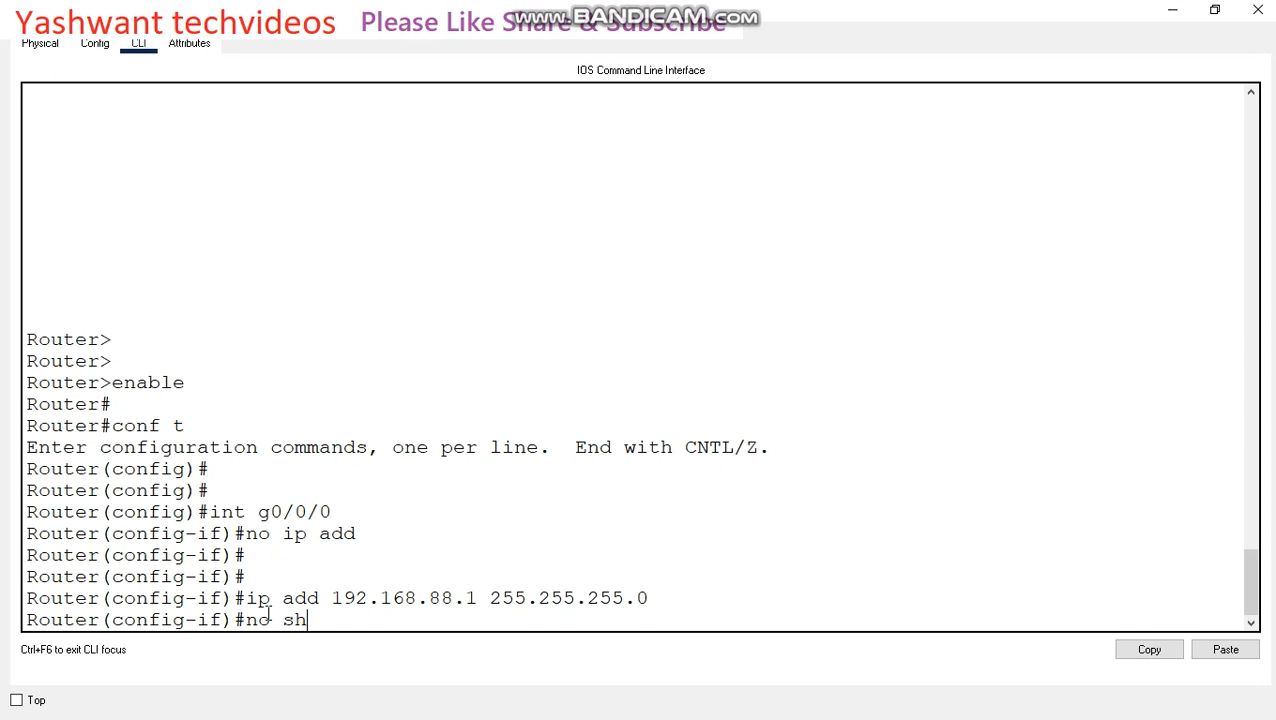 Yashwant techvideos Please Like Share & Subscribe
www.BANDICAM.com
Physical Config CLI Attributes
IOS Command Line Interface
Router>
Router>
Router>enable
Router#
Router#conf t
Enter configuration commands, one per line.  End with CNTL/Z.
Router(config)#
Router(config)#
Router(config)#int g0/0/0
Router(config-if)#no ip add
Router(config-if)#
Router(config-if)#
Router(config-if)#ip add 192.168.88.1 255.255.255.0
Router(config-if)#no sh
Ctrl+F6 to exit CLI focus
Copy Paste
Top